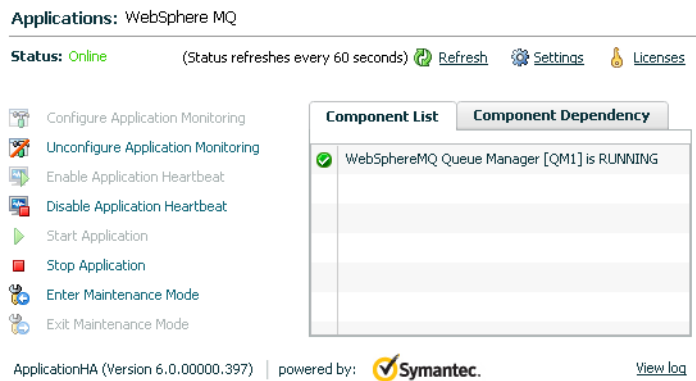 Applications: WebSphere MQ
Status: Online (Status refreshes every 60 seconds) Refresh Settings Licenses
Configure Application Monitoring
Unconfigure Application Monitoring
Enable Application Heartbeat
Disable Application Heartbeat
Start Application
Stop Application
Enter Maintenance Mode
Exit Maintenance Mode
Component List Component Dependency
WebSphereMQ Queue Manager [QM1] is RUNNING
ApplicationHA (Version 6.0.00000.397) powered by: Symantec. View log